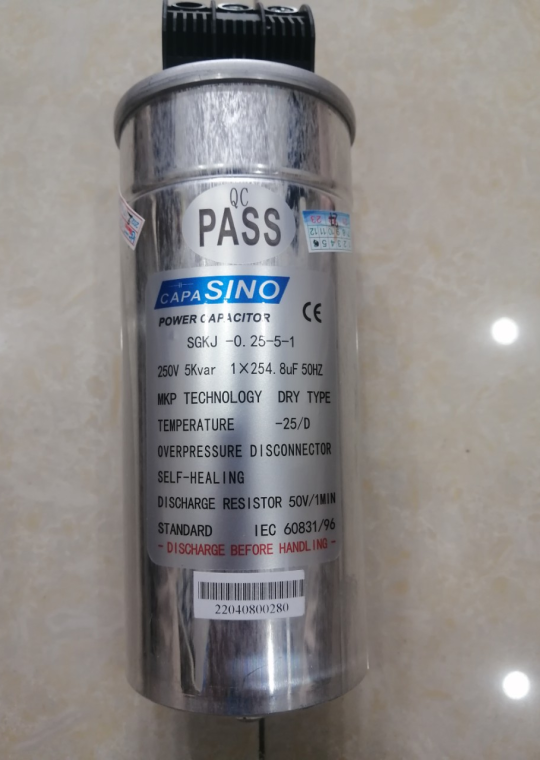 QC
PASS
CAPASINO
POWER CAPACITOR
CE
SGKJ -0.25-5-1
250V 5Kvar 1×254.8uF 50HZ
MKP TECHNOLOGY DRY TYPE
TEMPERATURE -25/D
OVERPRESSURE DISCONNECTOR
SELF-HEALING
DISCHARGE RESISTOR 50V/1MIN
STANDARD IEC 60831/96
- DISCHARGE BEFORE HANDLING -
22040800280